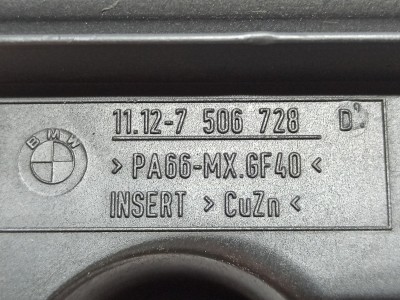 BMW
11.12-7 506 728 D
> PA66-MX.GF40 <
INSERT > CuZn <